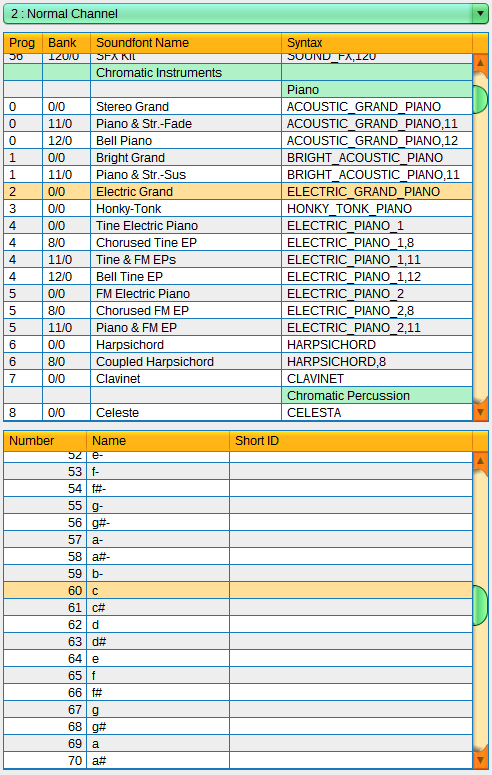 2 : Normal Channel
Prog Bank Soundfont Name Syntax
56 120/0 SFX Kit SOUND_FX,120
Chromatic Instruments
Piano
0 0/0 Stereo Grand ACOUSTIC_GRAND_PIANO
0 11/0 Piano & Str.-Fade ACOUSTIC_GRAND_PIANO,11
0 12/0 Bell Piano ACOUSTIC_GRAND_PIANO,12
1 0/0 Bright Grand BRIGHT_ACOUSTIC_PIANO
1 11/0 Piano & Str.-Sus BRIGHT_ACOUSTIC_PIANO,11
2 0/0 Electric Grand ELECTRIC_GRAND_PIANO
3 0/0 Honky-Tonk HONKY_TONK_PIANO
4 0/0 Tine Electric Piano ELECTRIC_PIANO_1
4 8/0 Chorused Tine EP ELECTRIC_PIANO_1,8
4 11/0 Tine & FM EPs ELECTRIC_PIANO_1,11
4 12/0 Bell Tine EP ELECTRIC_PIANO_1,12
5 0/0 FM Electric Piano ELECTRIC_PIANO_2
5 8/0 Chorused FM EP ELECTRIC_PIANO_2,8
5 11/0 Piano & FM EP ELECTRIC_PIANO_2,11
6 0/0 Harpsichord HARPSICHORD
6 8/0 Coupled Harpsichord HARPSICHORD,8
7 0/0 Clavinet CLAVINET
Chromatic Percussion
8 0/0 Celeste CELESTA
Number Name Short ID
52 e-
53 f-
54 f#-
55 g-
56 g#-
57 a-
58 a#-
59 b-
60 c
61 c#
62 d
63 d#
64 e
65 f
66 f#
67 g
68 g#
69 a
70 a#